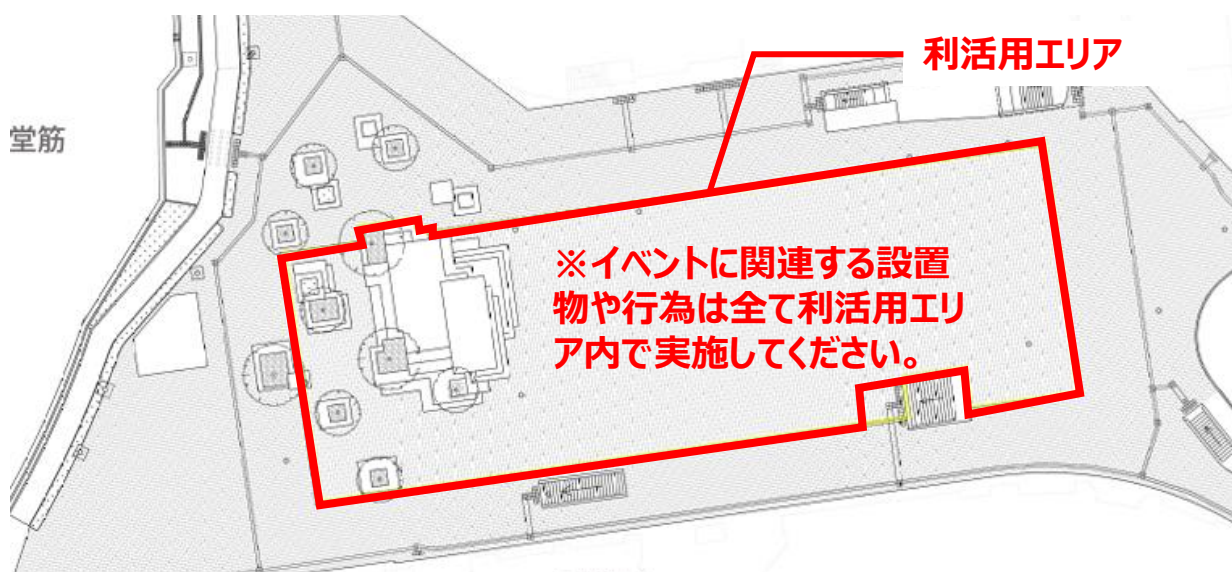 利活用エリア
堂筋
※イベントに関連する設置
物や行為は全て利活用エリ
ア内で実施してください。